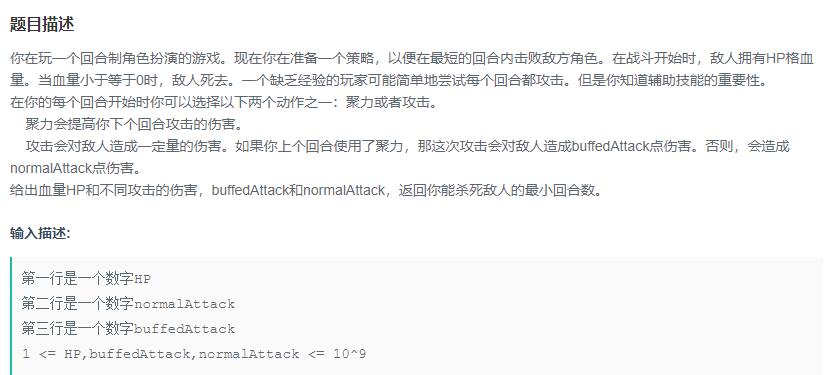 题目描述
你在玩一个回合制角色扮演的游戏。现在你在准备一个策略，以便在最短的回合内击败敌方角色。在战斗开始时，敌人拥有HP格血
量。当血量小于等于0时，敌人死去。一个缺乏经验的玩家可能简单地尝试每个回合都攻击。但是你知道辅助技能的重要性。
在你的每个回合开始时你可以选择以下两个动作之一：聚力或者攻击。
聚力会提高你下个回合攻击的伤害。
攻击会对敌人造成一定量的伤害。如果你上个回合使用了聚力，那这次攻击会对敌人造成buffedAttack点伤害。否则，会造成
normalAttack点伤害。
给出血量HP和不同攻击的伤害，buffedAttack和normalAttack，返回你能杀死敌人的最小回合数。
输入描述:
第一行是一个数字HP
第二行是一个数字normalAttack
第三行是一个数字buffedAttack
1 <= HP,buffedAttack,normalAttack <= 10^9